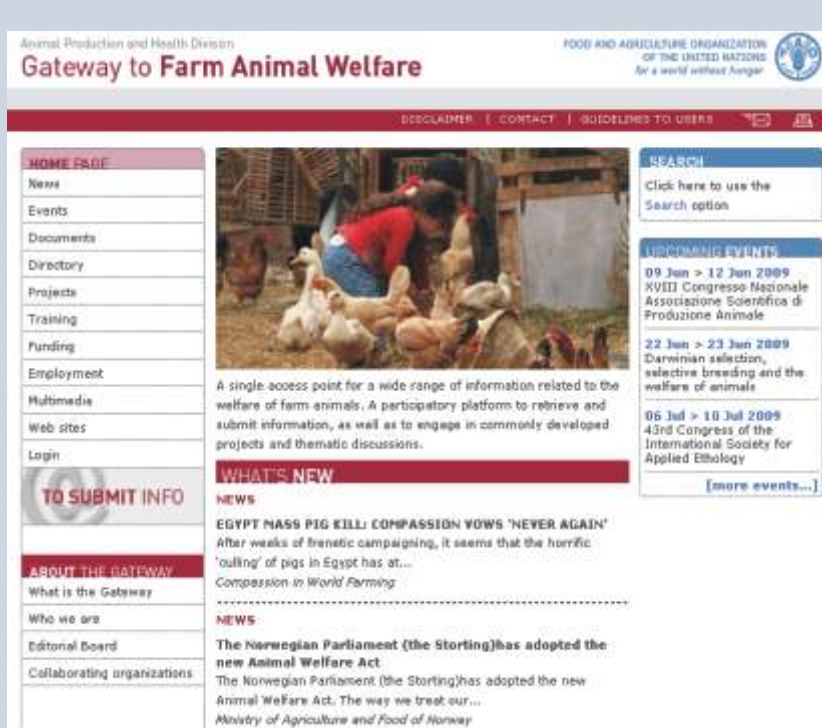 Animal Production and Health Division
Gateway to Farm Animal Welfare
FOOD AND AGRICULTURE ORGANIZATION
OF THE UNITED NATIONS
for a world without hunger
DISCLAIMER | CONTACT | GUIDELINES TO USERS
HOME PAGE
News
Events
Documents
Directory
Projects
Training
Funding
Employment
Multimedia
Web sites
Login
@
TO SUBMIT INFO
ABOUT THE GATEWAY
What is the Gateway
Who we are
Editorial Board
Collaborating organizations
A single access point for a wide range of information related to the
welfare of farm animals. A participatory platform to retrieve and
submit information, as well as to engage in commonly developed
projects and thematic discussions.
WHAT'S NEW
NEWS
EGYPT MASS PIG KILL: COMPASSION VOWS 'NEVER AGAIN'
After weeks of frenetic campaigning, it seems that the horrific
'culling' of pigs in Egypt has at...
Compassion in World Farming
NEWS
The Norwegian Parliament (the Storting)has adopted the
new Animal Welfare Act
The Norwegian Parliament (the Storting)has adopted the new
Animal Welfare Act. The way we treat our...
Ministry of Agriculture and Food of Norway
SEARCH
Click here to use the
Search option
UPCOMING EVENTS
09 Jun > 12 Jun 2009
XVIII Congresso Nazionale
Associazione Scientifica di
Produzione Animale
22 Jun > 23 Jun 2009
Darwinian selection,
selective breeding and the
welfare of animals
06 Jul > 10 Jul 2009
43rd Congress of the
International Society for
Applied Ethology
[more events...]